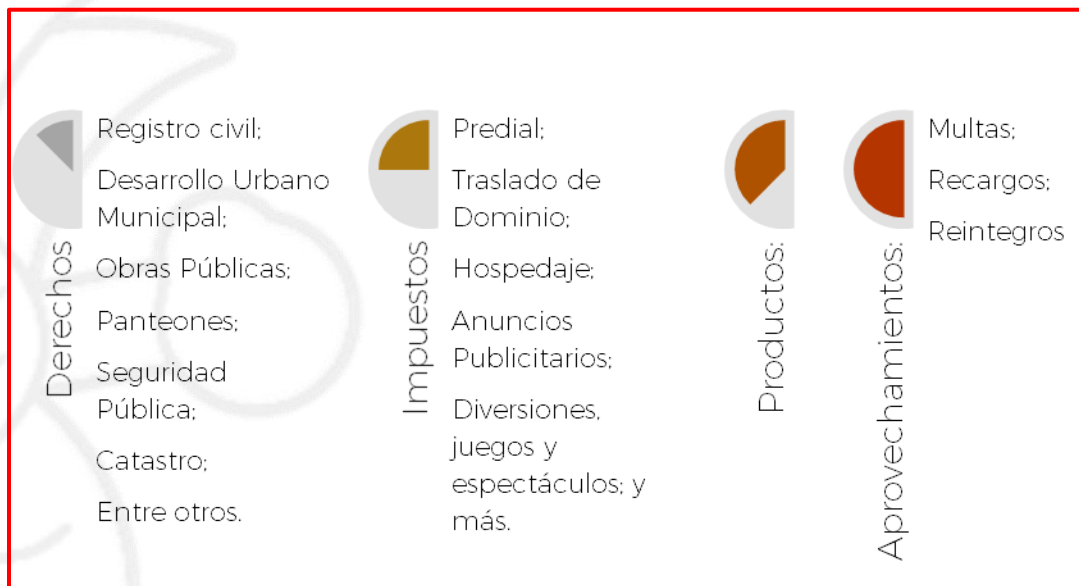 Derechos
Registro civil;
Desarrollo Urbano
Municipal;
Obras Públicas;
Panteones;
Seguridad
Pública;
Catastro;
Entre otros.
Impuestos
Predial;
Traslado de
Dominio;
Hospedaje;
Anuncios
Publicitarios;
Diversiones,
juegos y
espectáculos; y
más.
Productos:
Aprovechamientos:
Multas;
Recargos;
Reintegros